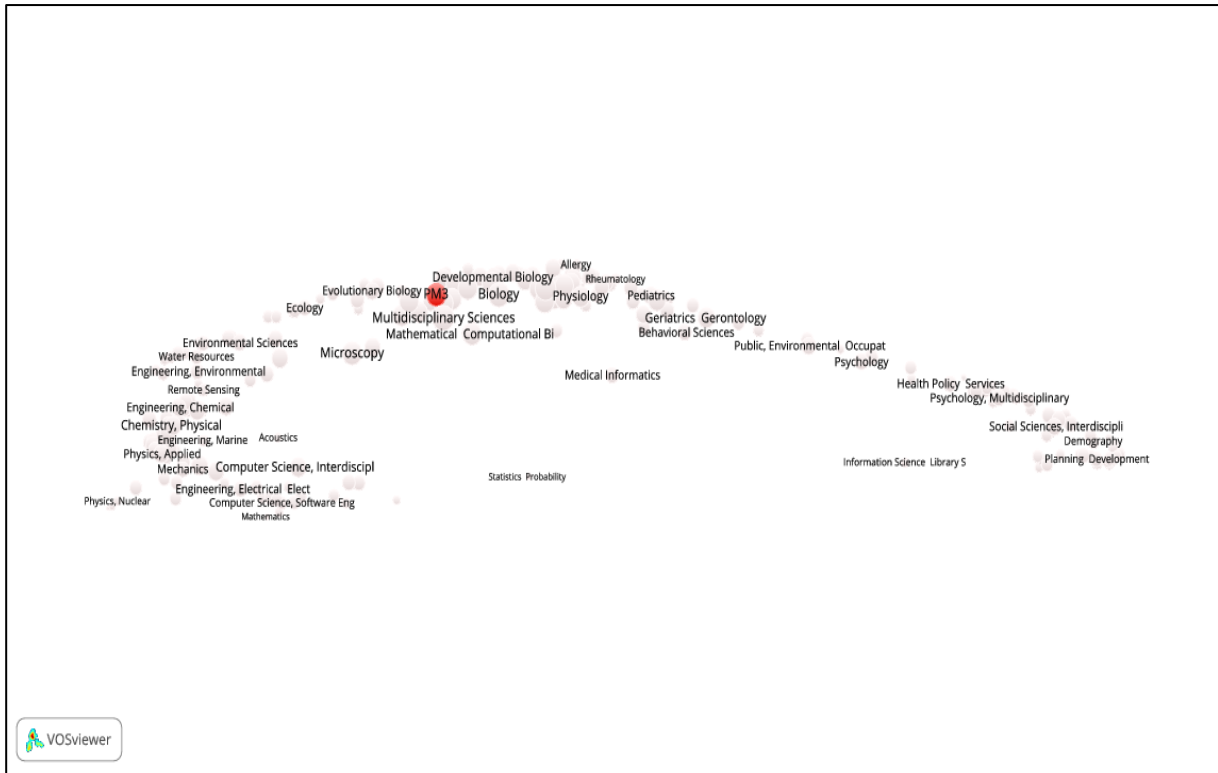 Allergy
Developmental Biology
Rheumatology
Evolutionary Biology
PM3
Biology
Physiology
Pediatrics
Ecology
Multidisciplinary Sciences
Geriatrics Gerontology
Mathematical Computational Bi
Behavioral Sciences
Environmental Sciences
Public, Environmental Occupat
Water Resources
Microscopy
Psychology
Engineering, Environmental
Medical Informatics
Remote Sensing
Health Policy Services
Psychology, Multidisciplinary
Engineering, Chemical
Chemistry, Physical
Social Sciences, Interdiscipli
Engineering, Marine
Acoustics
Demography
Physics, Applied
Planning Development
Mechanics
Computer Science, Interdiscipl
Information Science Library S
Statistics Probability
Engineering, Electrical Elect
Physics, Nuclear
Computer Science, Software Eng
Mathematics
VOSviewer